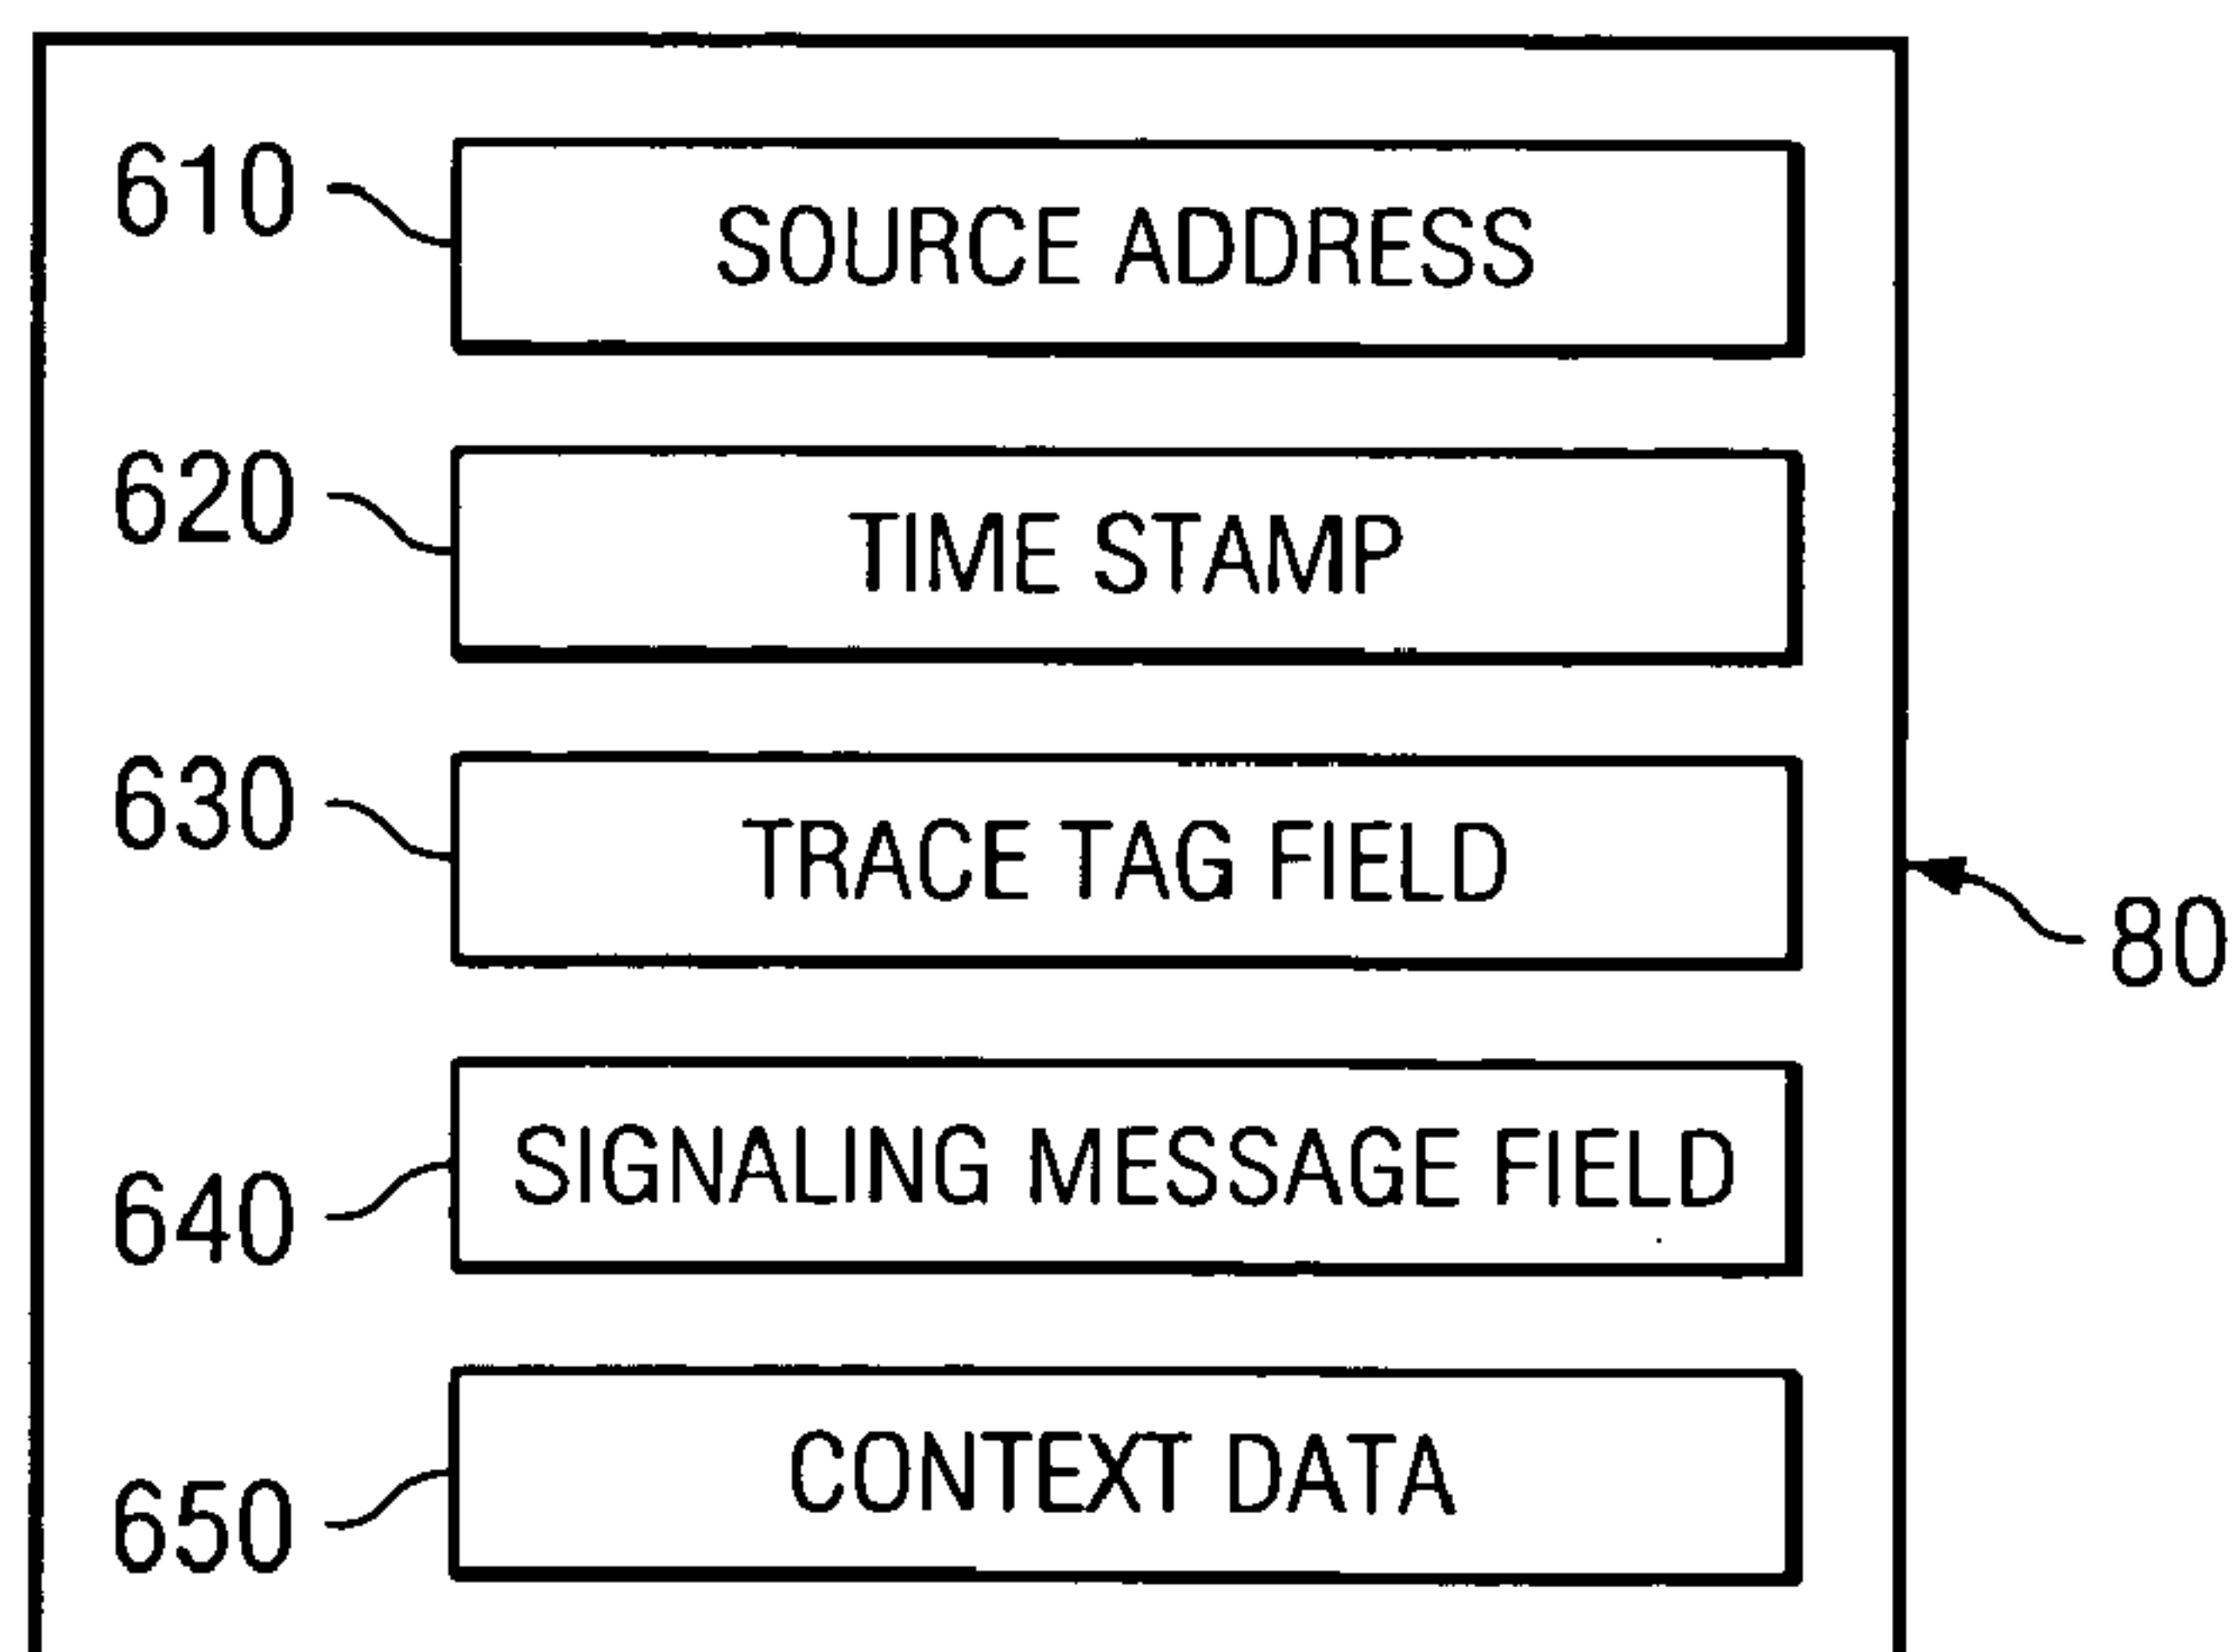 610 SOURCE ADDRESS
620 TIME STAMP
630 TRACE TAG FIELD
80
640 SIGNALING MESSAGE FIELD
650 CONTEXT DATA